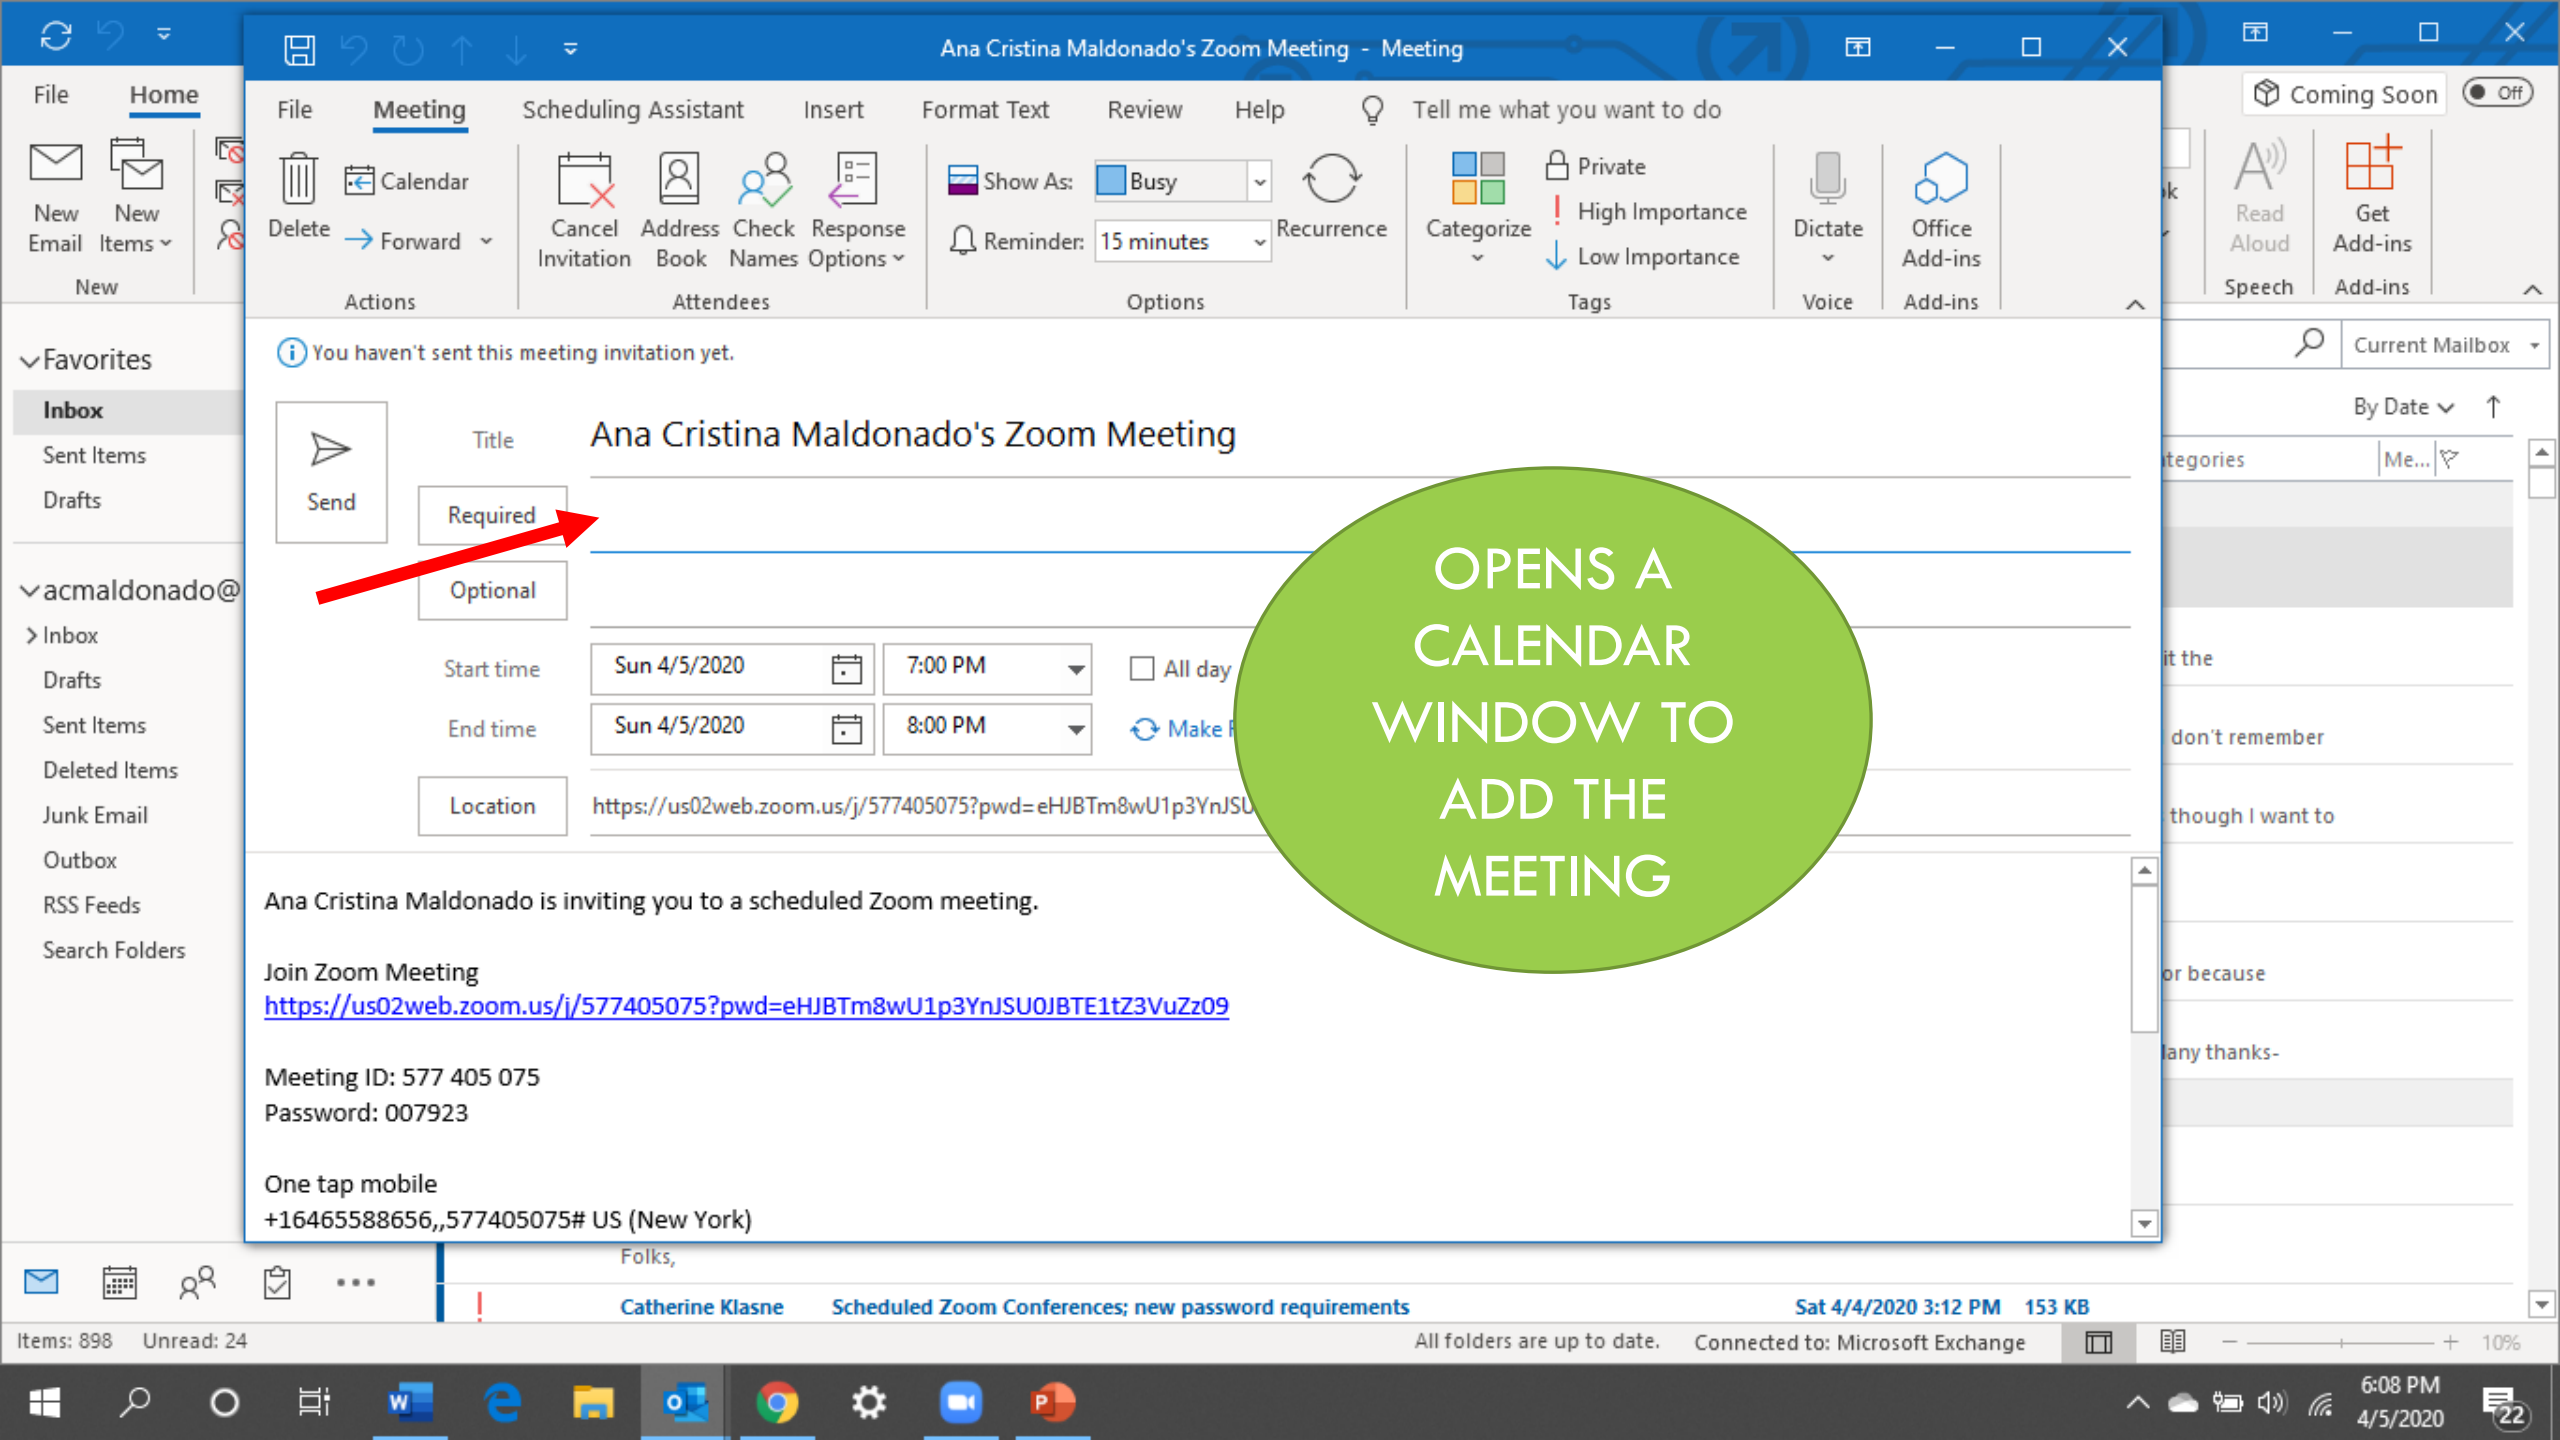 Ana Cristina Maldonado's Zoom Meeting - Meeting
File Home
Coming Soon Off
File Meeting Scheduling Assistant Insert Format Text Review Help Tell me what you want to do
New Email
New Items
New
Delete
Calendar
Forward
Actions
Cancel Invitation
Address Book
Check Names
Response Options
Attendees
Show As: Busy
Reminder: 15 minutes
Recurrence
Options
Categorize
Private
High Importance
Low Importance
Tags
Dictate
Voice
Office Add-ins
Add-ins
Read Aloud
Speech
Get Add-ins
Add-ins
You haven't sent this meeting invitation yet.
Current Mailbox
By Date
Me...
Favorites
Inbox
Sent Items
Drafts
acmaldonado@
Inbox
Drafts
Sent Items
Deleted Items
Junk Email
Outbox
RSS Feeds
Search Folders
Send
Title Ana Cristina Maldonado's Zoom Meeting
Required
Optional
Start time Sun 4/5/2020 7:00 PM All day
End time Sun 4/5/2020 8:00 PM Make
Location https://us02web.zoom.us/j/577405075?pwd=eHJBTm8wU1p3YnJSU
OPENS A
CALENDAR
WINDOW TO
ADD THE
MEETING
it the
don't remember
though I want to
or because
any thanks-
Ana Cristina Maldonado is inviting you to a scheduled Zoom meeting.
Join Zoom Meeting
https://us02web.zoom.us/j/577405075?pwd=eHJBTm8wU1p3YnJSU0JBTE1tZ3VuZz09
Meeting ID: 577 405 075
Password: 007923
One tap mobile
+16465588656,,577405075# US (New York)
Folks,
Catherine Klasne Scheduled Zoom Conferences; new password requirements Sat 4/4/2020 3:12 PM 153 KB
Items: 898 Unread: 24 All folders are up to date. Connected to: Microsoft Exchange 10%
6:08 PM
4/5/2020
22